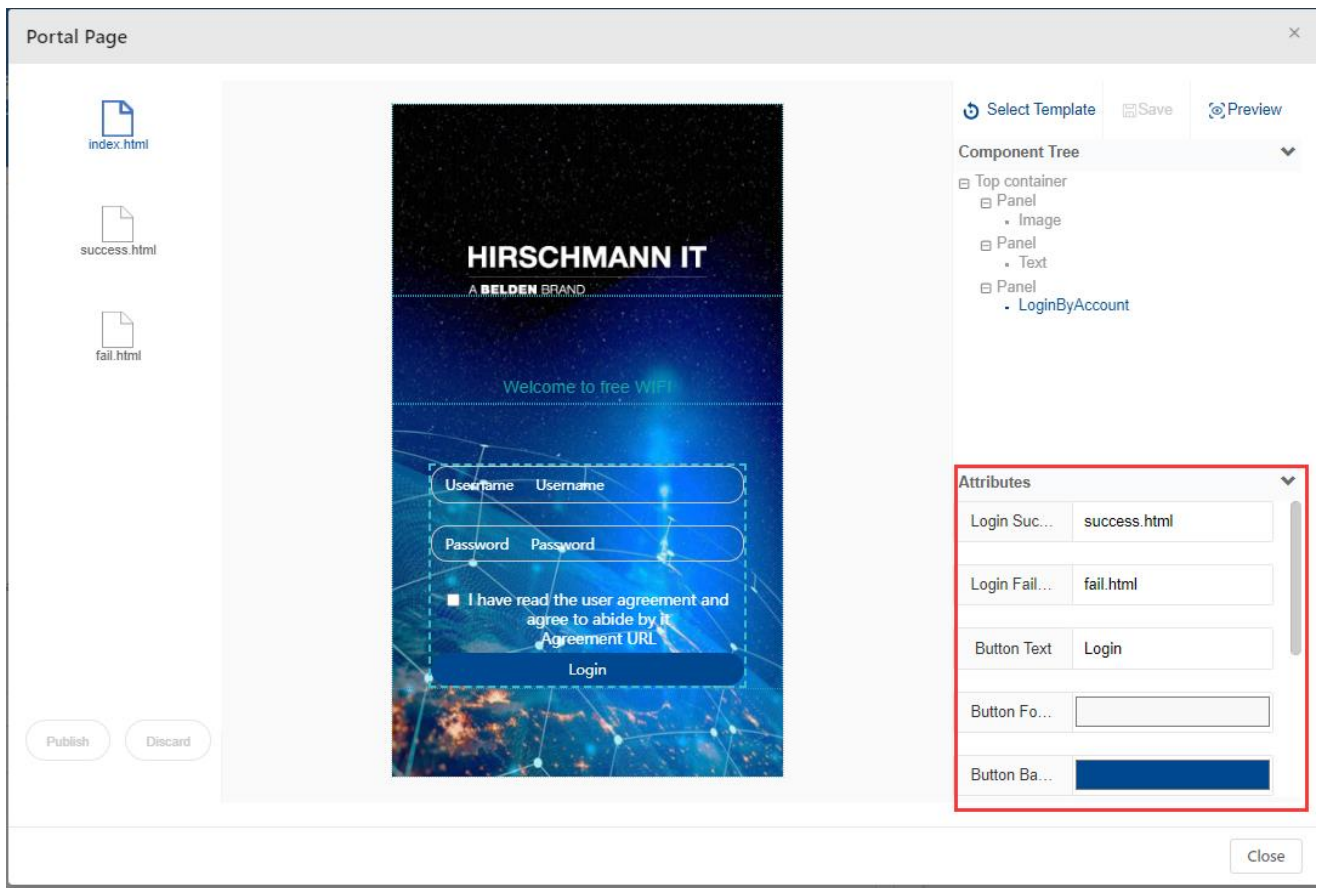 Portal Page
×
index.html
success.html
fail.html
Publish
Discard
HIRSCHMANN IT
A BELDEN BRAND
Welcome to free WIFI
Username Username
Password Password
I have read the user agreement and
agree to abide by it
Agreement URL
Login
Select Template Save Preview
Component Tree
Top container
Panel
Image
Panel
Text
Panel
LoginByAccount
Attributes
Login Suc... success.html
Login Fail... fail.html
Button Text Login
Button Fo...
Button Ba...
Close